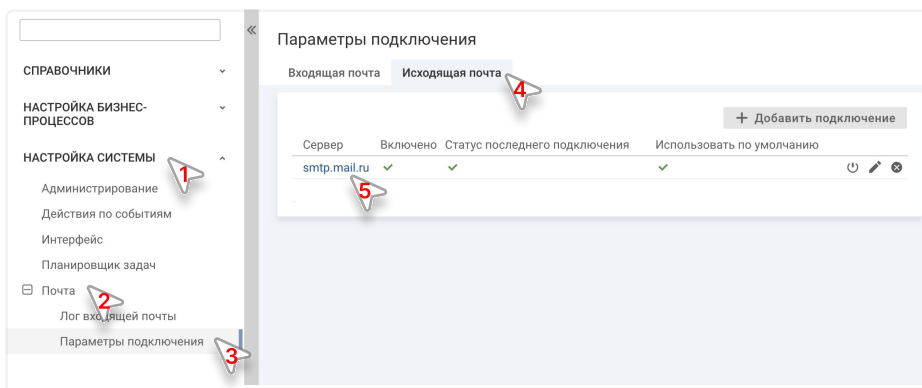 Параметры подключения
СПРАВОЧНИКИ
НАСТРОЙКА БИЗНЕС-
ПРОЦЕССОВ
НАСТРОЙКА СИСТЕМЫ
1
Администрирование
Действия по событиям
Интерфейс
Планировщик задач
Почта
2
Лог входящей почты
Параметры подключения
3
Входящая почта Исходящая почта
4
+ Добавить подключение
Сервер Включено Статус последнего подключения Использовать по умолчанию
smtp.mail.ru
5